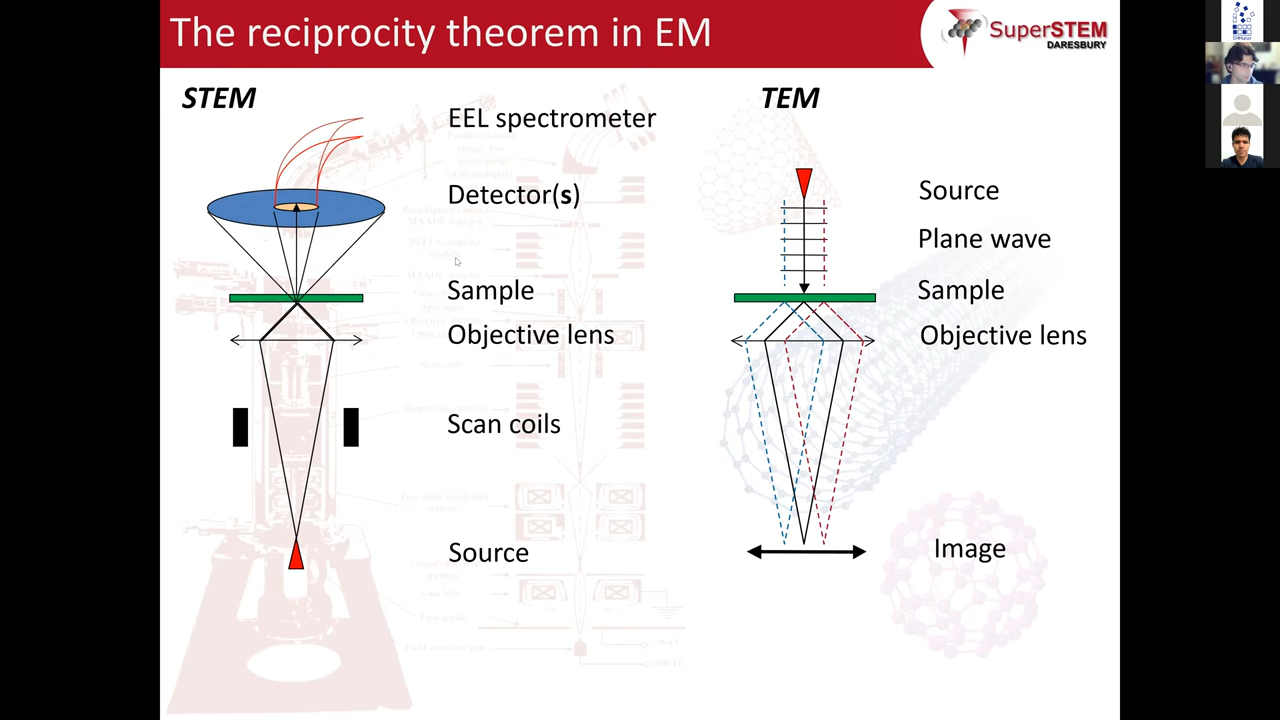 The reciprocity theorem in EM
SuperSTEM
DARESBURY
STEM
EEL spectrometer
Detector(s)
Sample
Objective lens
Scan coils
Source
TEM
Source
Plane wave
Sample
Objective lens
Image